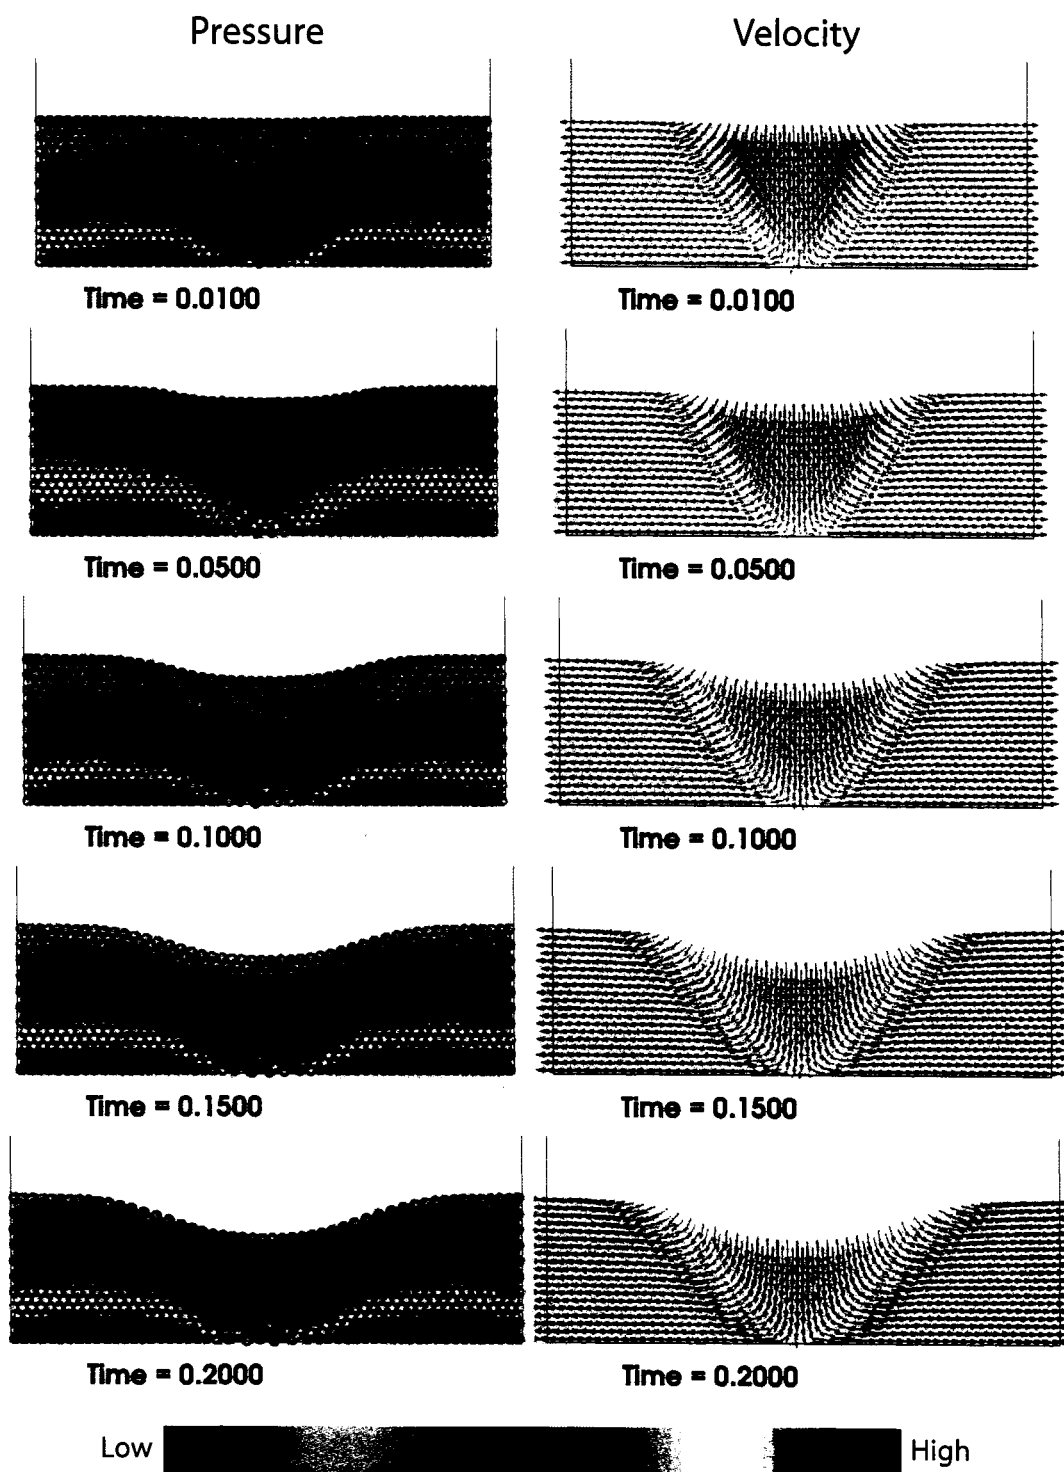 Pressure Velocity
Time = 0.0100 Time = 0.0100
Time = 0.0500 Time = 0.0500
Time = 0.1000 Time = 0.1000
Time = 0.1500 Time = 0.1500
Time = 0.2000 Time = 0.2000
Low High